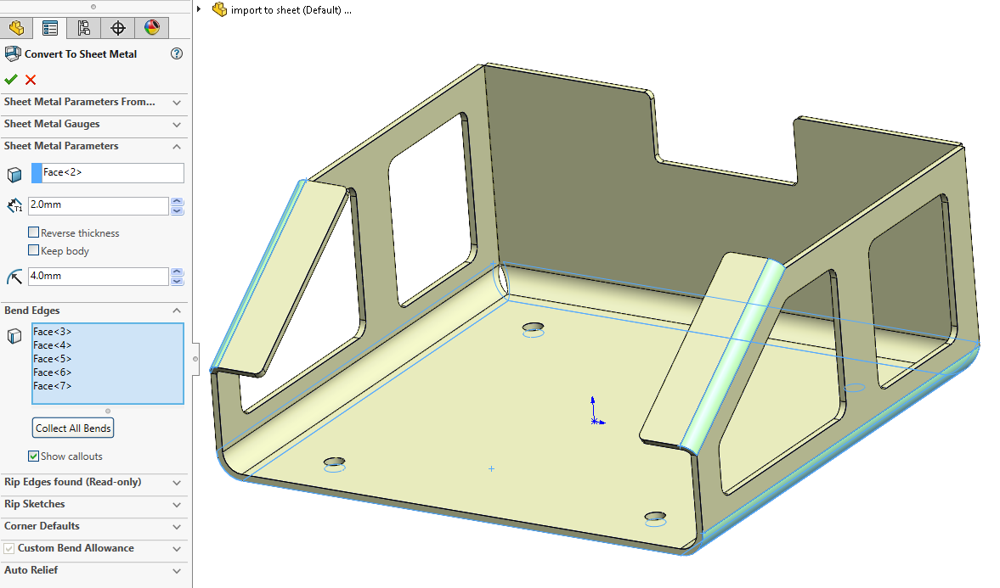 import to sheet (Default) ...
Convert To Sheet Metal
?
Sheet Metal Parameters From...
Sheet Metal Gauges
Sheet Metal Parameters
Face<2>
T1
2.0mm
Reverse thickness
Keep body
4.0mm
Bend Edges
Face<3>
Face<4>
Face<5>
Face<6>
Face<7>
Collect All Bends
Show callouts
Rip Edges found (Read-only)
Rip Sketches
Corner Defaults
Custom Bend Allowance
Auto Relief